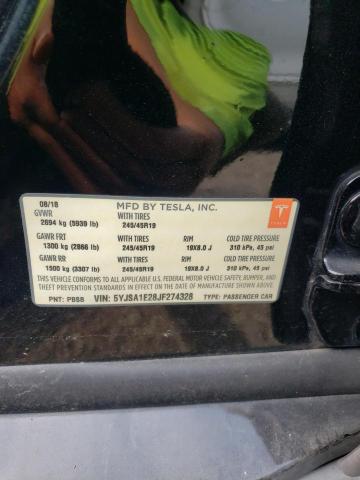 08/18 MFD BY TESLA, INC.
GVWR WITH TIRES
2694 kg (5939 lb) 245/45R19
TESLA
GAWR FRT WITH TIRES RIM COLD TIRE PRESSURE
1300 kg (2866 lb) 245/45R19 19X8.0 J 310 kPa, 45 psi
GAWR RR WITH TIRES RIM COLD TIRE PRESSURE
1500 kg (3307 lb) 245/45R19 19X8.0 J 310 kPa, 45 psi
THIS VEHICLE CONFORMS TO ALL APPLICABLE U.S. FEDERAL MOTOR VEHICLE SAFETY, BUMPER, AND
THEFT PREVENTION STANDARDS IN EFFECT ON THE DATE OF MANUFACTURE SHOWN ABOVE.
PNT: PBSB VIN: 5YJSA1E28JF274328 TYPE: PASSENGER CAR